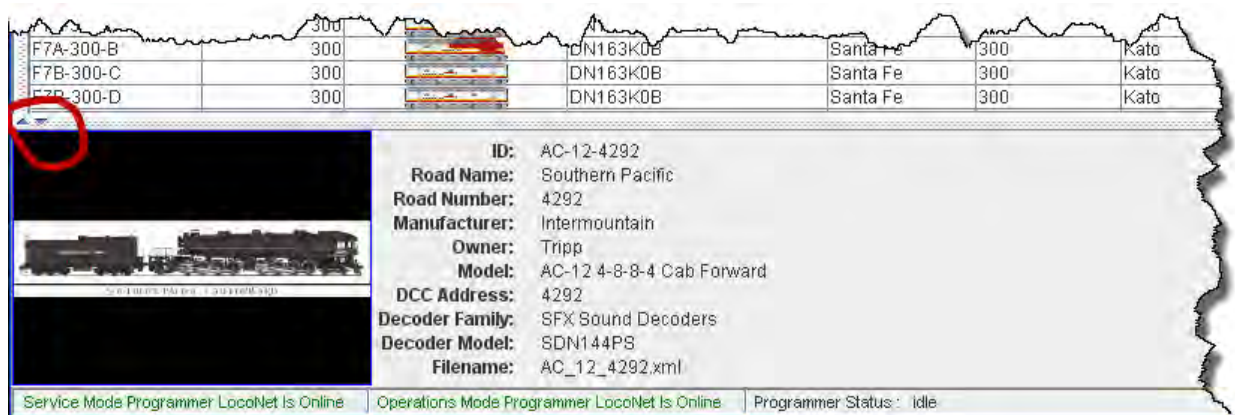 300
F7A-300-B 300 DN163K0B Santa Fe 300 Kato
F7B-300-C 300 DN163K0B Santa Fe 300 Kato
F7B-300-D 300 DN163K0B Santa Fe 300 Kato
ID: AC-12-4292
Road Name: Southern Pacific
Road Number: 4292
Manufacturer: Intermountain
Owner: Tripp
Model: AC-12 4-8-8-4 Cab Forward
DCC Address: 4292
Decoder Family: SFX Sound Decoders
Decoder Model: SDN144PS
Filename: AC_12_4292.xml
Service Mode Programmer LocoNet Is Online Operations Mode Programmer LocoNet Is Online Programmer Status : idle